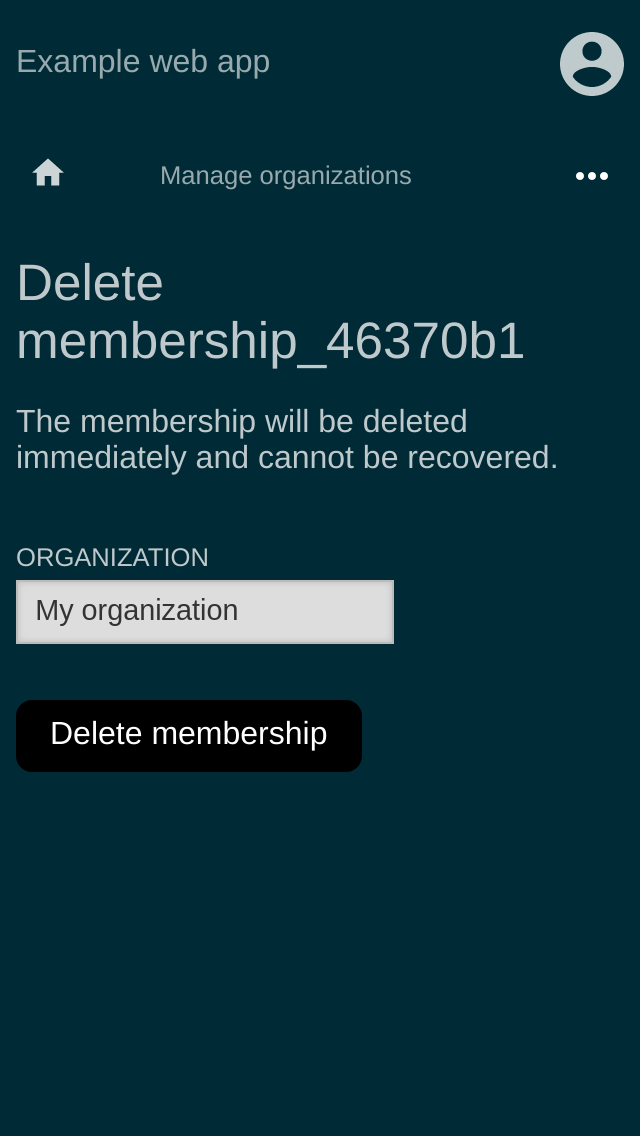 Example web app
Manage organizations
Delete
membership_46370b1
The membership will be deleted
immediately and cannot be recovered.
ORGANIZATION
My organization
Delete membership